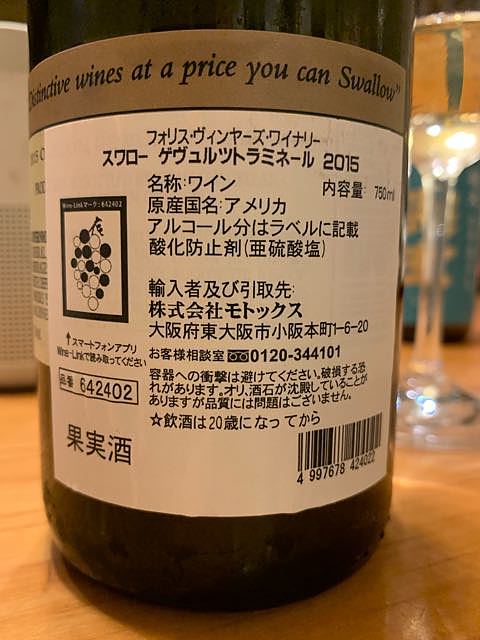 Distinctive wines at a price you can Swallow"
フォリス・ヴィンヤーズ・ワイナリー
スワロー ゲヴュルツトラミネール 2015
名称:ワイン 内容量: 750ml
原産国名:アメリカ
アルコール分はラベルに記載
酸化防止剤(亜硫酸塩)
Wine-Linkマーク:642402
輸入者及び引取先:
株式会社モトックス
大阪府東大阪市小阪本町1-6-20
↑スマートフォンアプリ
Wine-Linkで読み取ってください
お客様相談室 0120-344101
品番 642402
容器への衝撃は避けてください。破損する恐
れがあります。オリ、酒石が沈殿していることが
ありますが品質には問題はございません。
☆飲酒は20歳になってから
果実酒
4 997678 424022